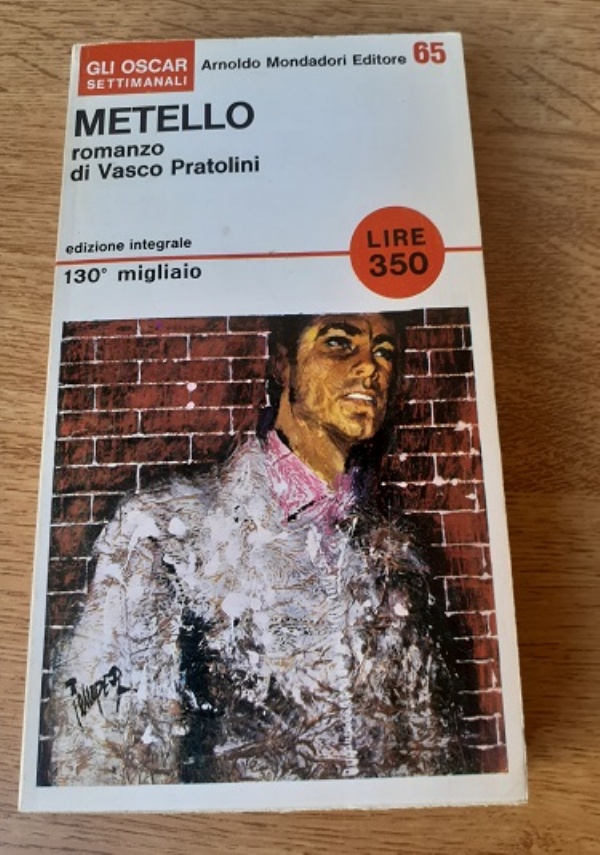 GLI OSCAR
SETTIMANALI
Arnoldo Mondadori Editore 65
METELLO
romanzo
di Vasco Pratolini
edizione integrale
130° migliaio
LIRE
350